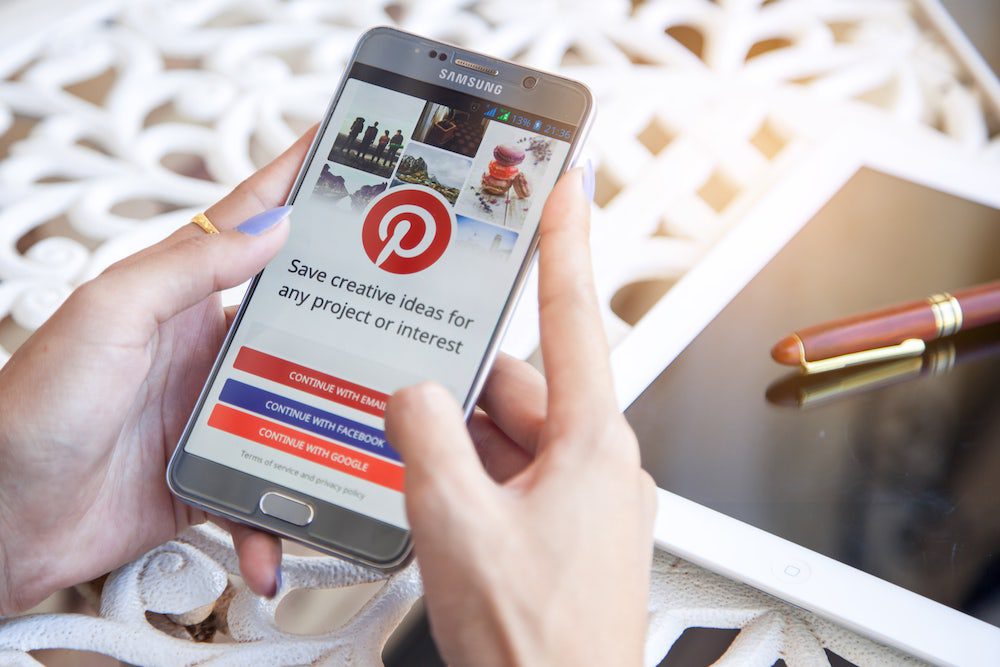 SAMSUNG
13% 21:36
Save creative ideas for
any project or interest
CONTINUE WITH EMAIL
CONTINUE WITH FACEBOOK
CONTINUE WITH GOOGLE
Terms of service and privacy policy